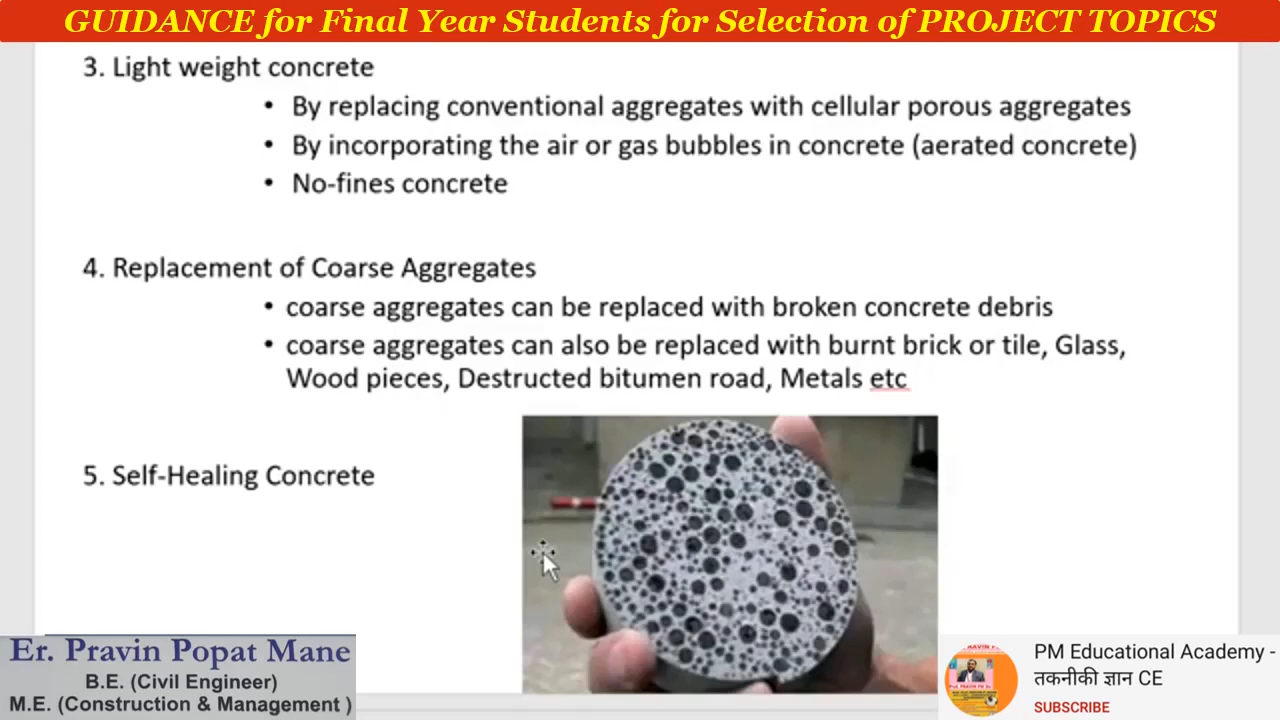 GUIDANCE for Final Year Students for Selection of PROJECT TOPICS
3. Light weight concrete
• By replacing conventional aggregates with cellular porous aggregates
• By incorporating the air or gas bubbles in concrete (aerated concrete)
• No-fines concrete
4. Replacement of Coarse Aggregates
• coarse aggregates can be replaced with broken concrete debris
• coarse aggregates can also be replaced with burnt brick or tile, Glass,
Wood pieces, Destructed bitumen road, Metals etc
5. Self-Healing Concrete
Er. Pravin Popat Mane
B.E. (Civil Engineer)
M.E. (Construction & Management )
PM Educational Academy -
तकनीकी ज्ञान CE
SUBSCRIBE